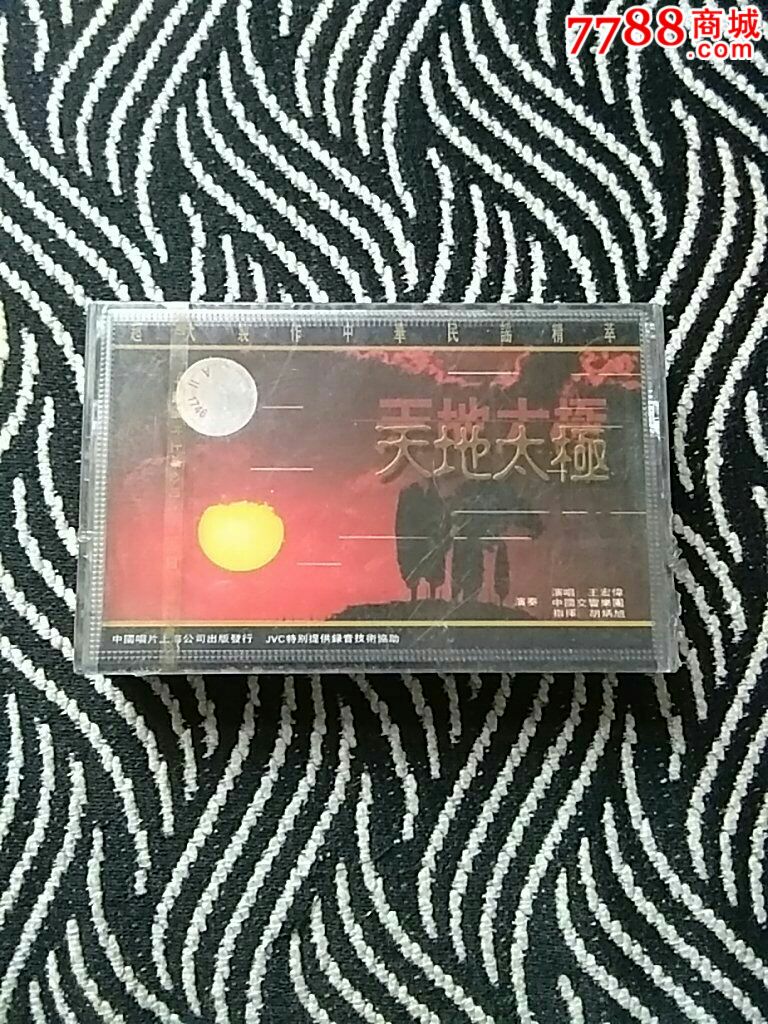 7788商城
.com
超大製作中華民謠精萃
A II
1746
天地太極
演唱 王宏偉
演奏 中國交響樂團
指揮 胡炳旭
中國唱片上海公司出版發行 JVC特别提供錄音技術協助